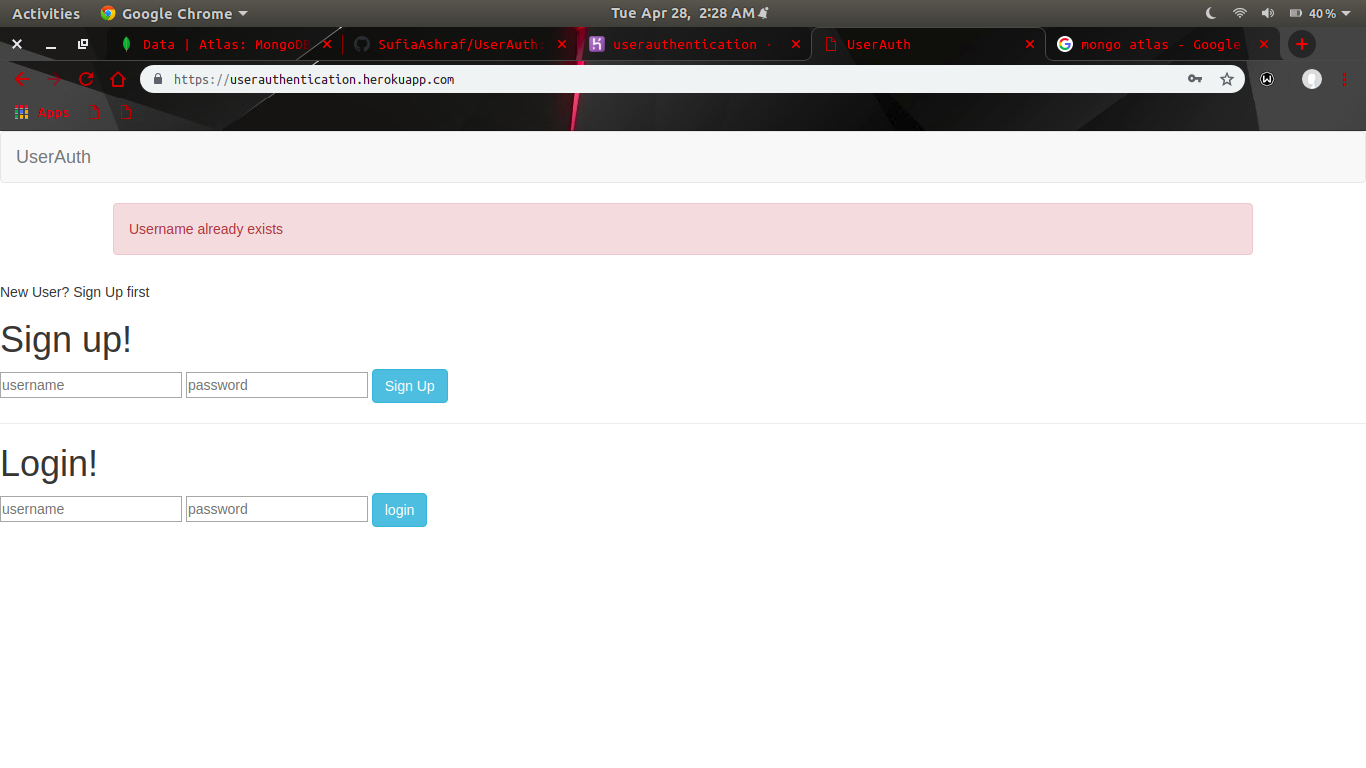 Activities Google Chrome Tue Apr 28, 2:28 AM 40 %
Data | Atlas: MongoDB SufiaAshraf/UserAuth: userauthentication · UserAuth mongo atlas - Google
https://userauthentication.herokuapp.com
Apps
UserAuth
Username already exists
New User? Sign Up first
Sign up!
username password Sign Up
Login!
username password login